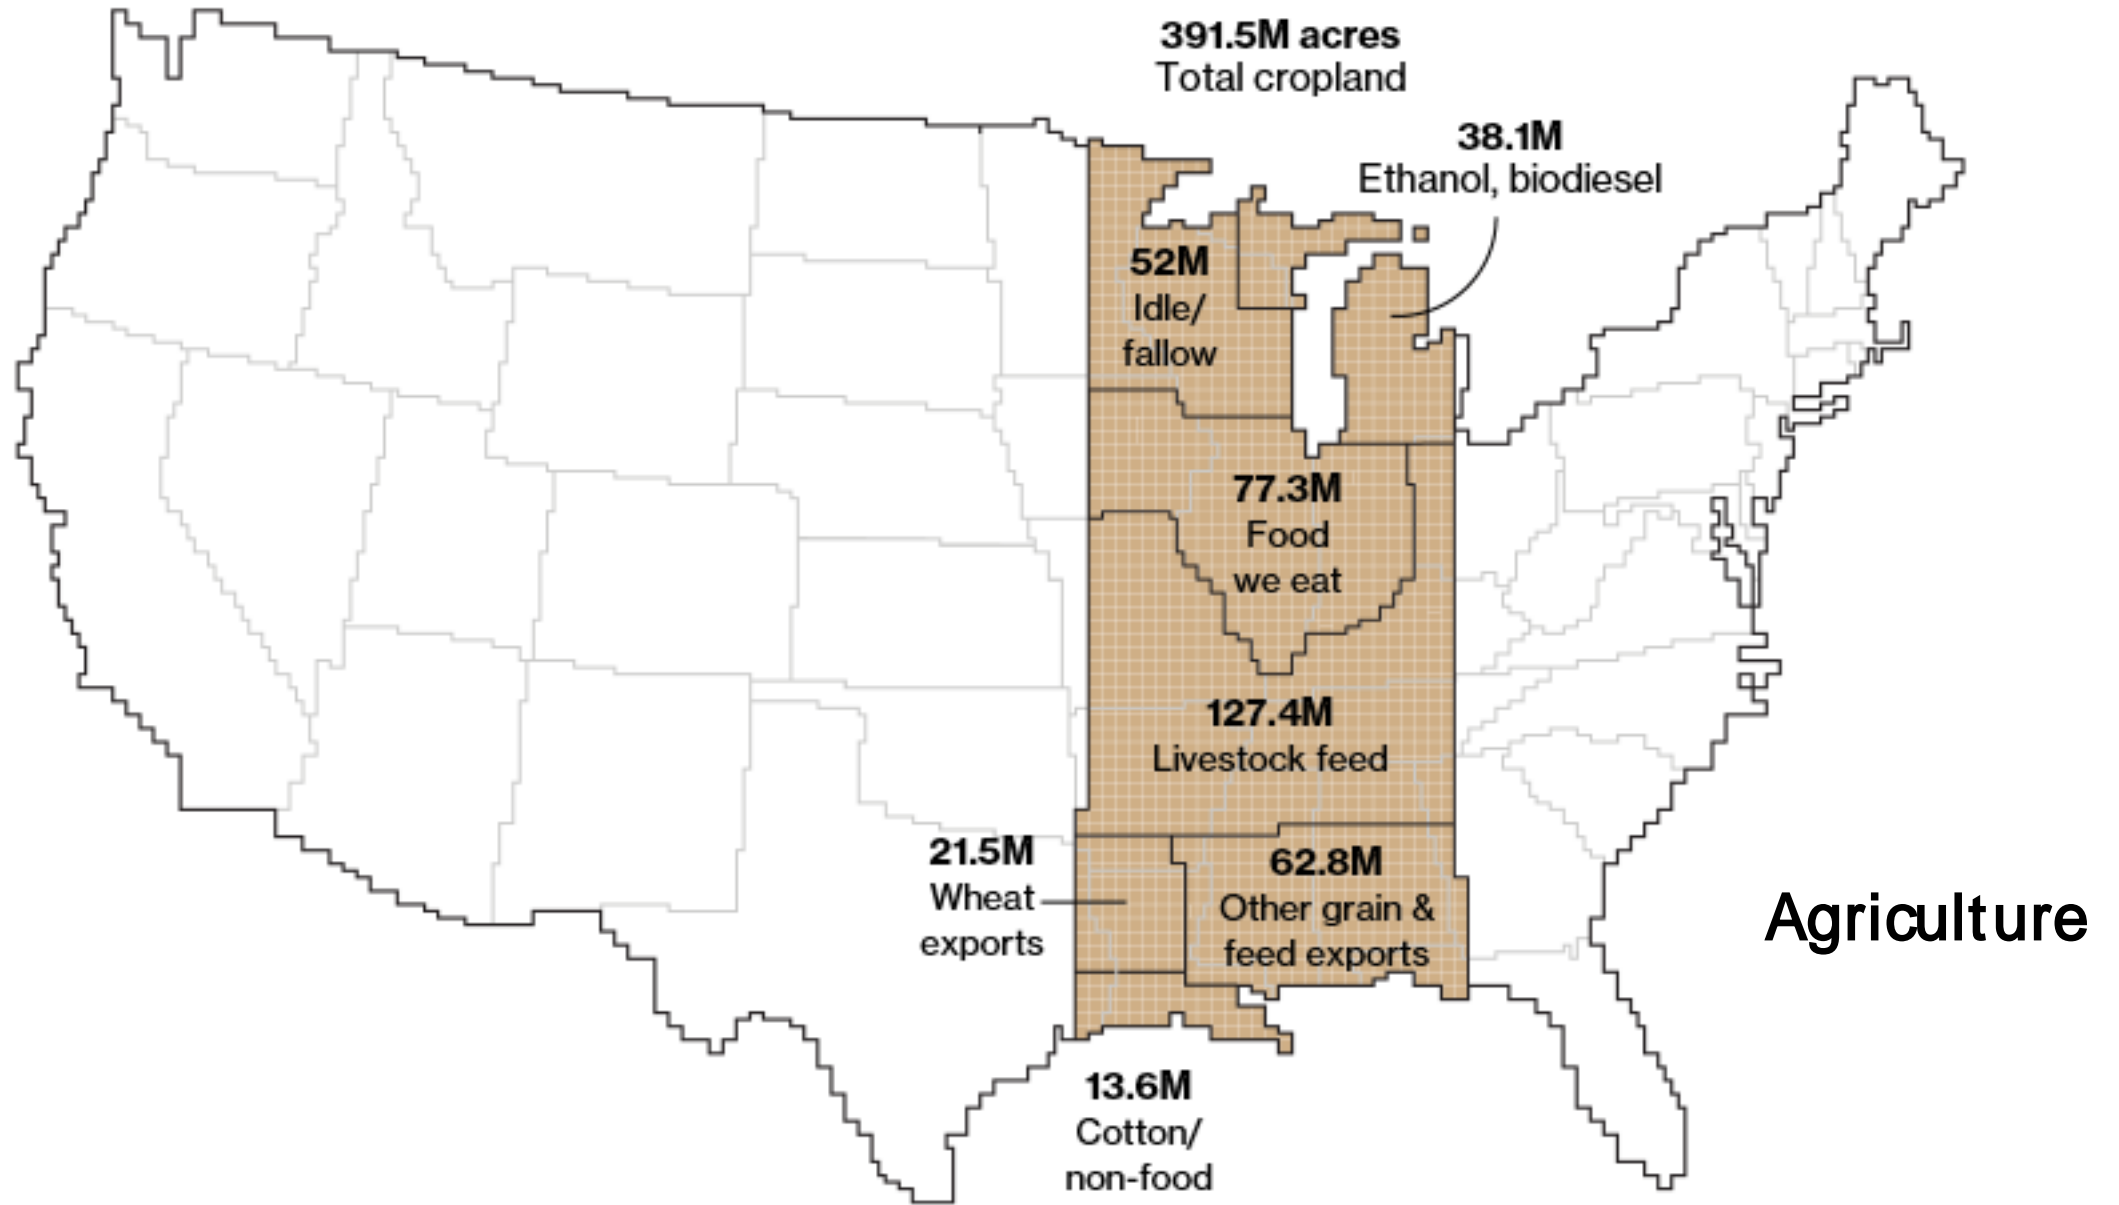 391.5M acres
Total cropland
38.1M
Ethanol, biodiesel
52M
Idle/
fallow
77.3M
Food
we eat
127.4M
Livestock feed
21.5M
Wheat
exports
62.8M
Other grain &
feed exports
Agriculture
13.6M
Cotton/
non-food